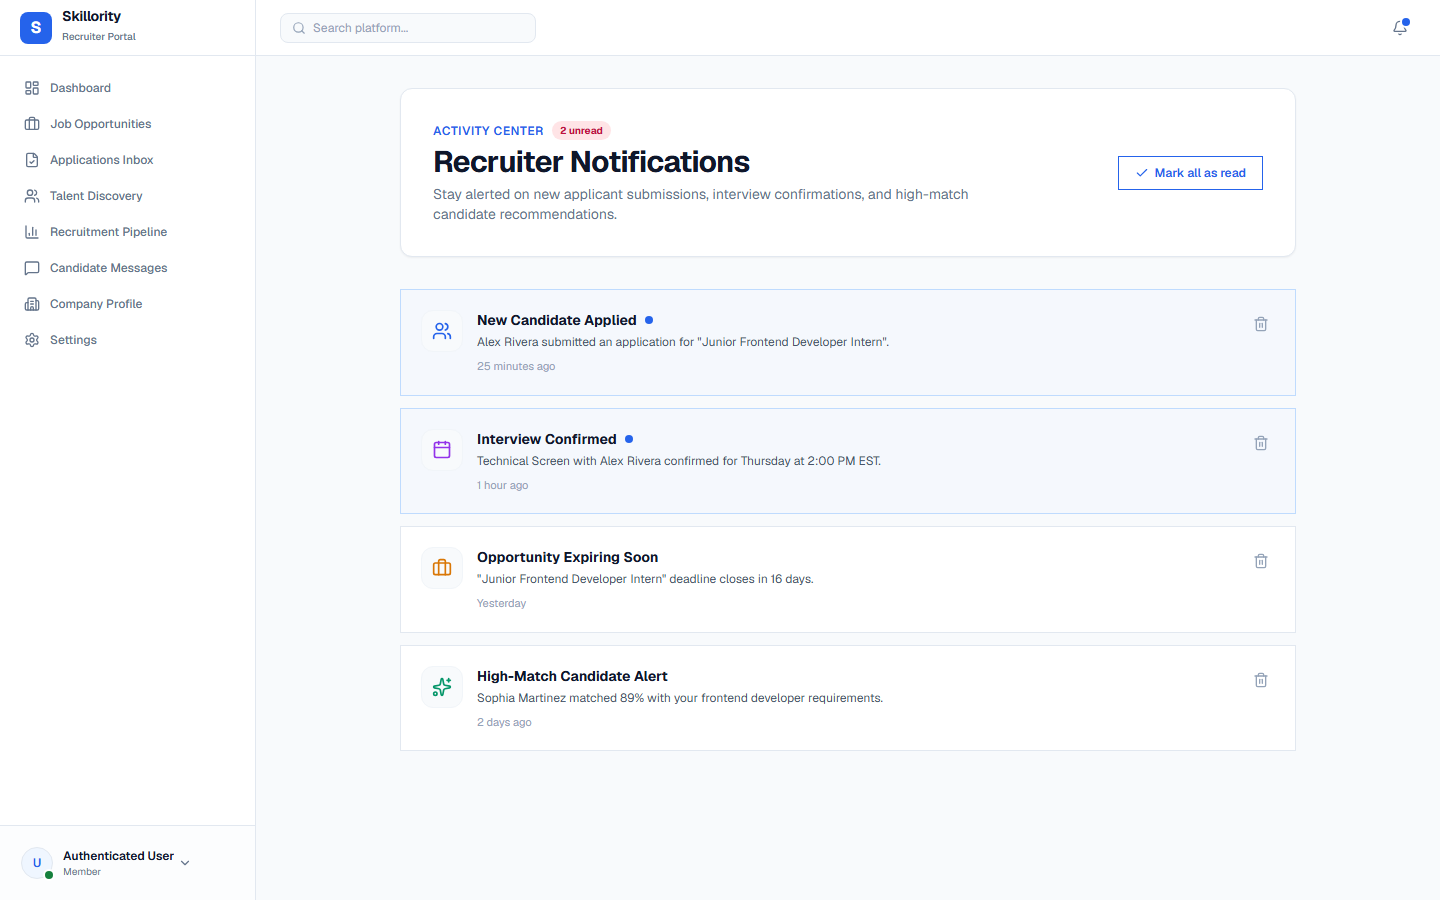 S
Skillority
Recruiter Portal
Search platform...
Dashboard
Job Opportunities
Applications Inbox
Talent Discovery
Recruitment Pipeline
Candidate Messages
Company Profile
Settings
ACTIVITY CENTER
2 unread
Recruiter Notifications
Stay alerted on new applicant submissions, interview confirmations, and high-match
candidate recommendations.
Mark all as read
New Candidate Applied
Alex Rivera submitted an application for "Junior Frontend Developer Intern".
25 minutes ago
Interview Confirmed
Technical Screen with Alex Rivera confirmed for Thursday at 2:00 PM EST.
1 hour ago
Opportunity Expiring Soon
"Junior Frontend Developer Intern" deadline closes in 16 days.
Yesterday
High-Match Candidate Alert
Sophia Martinez matched 89% with your frontend developer requirements.
2 days ago
U
Authenticated User
Member